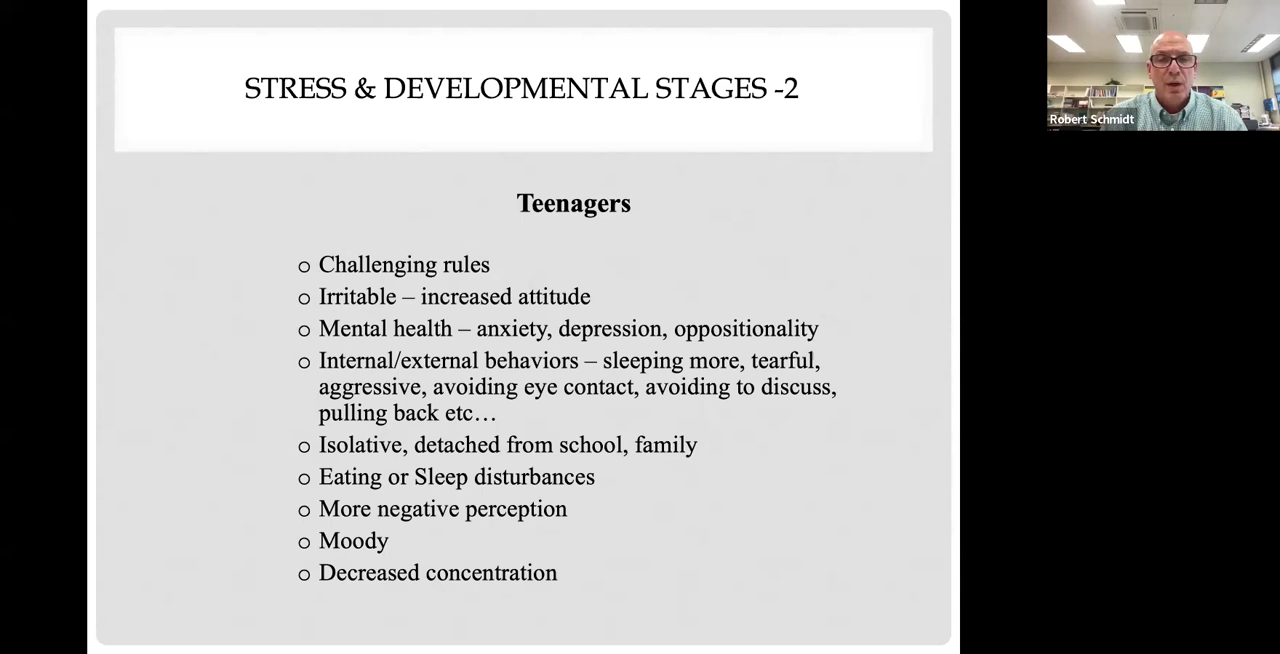 STRESS & DEVELOPMENTAL STAGES -2
Robert Schmidt
Teenagers
o Challenging rules
o Irritable – increased attitude
o Mental health – anxiety, depression, oppositionality
o Internal/external behaviors – sleeping more, tearful,
aggressive, avoiding eye contact, avoiding to discuss,
pulling back etc…
o Isolative, detached from school, family
o Eating or Sleep disturbances
o More negative perception
o Moody
o Decreased concentration